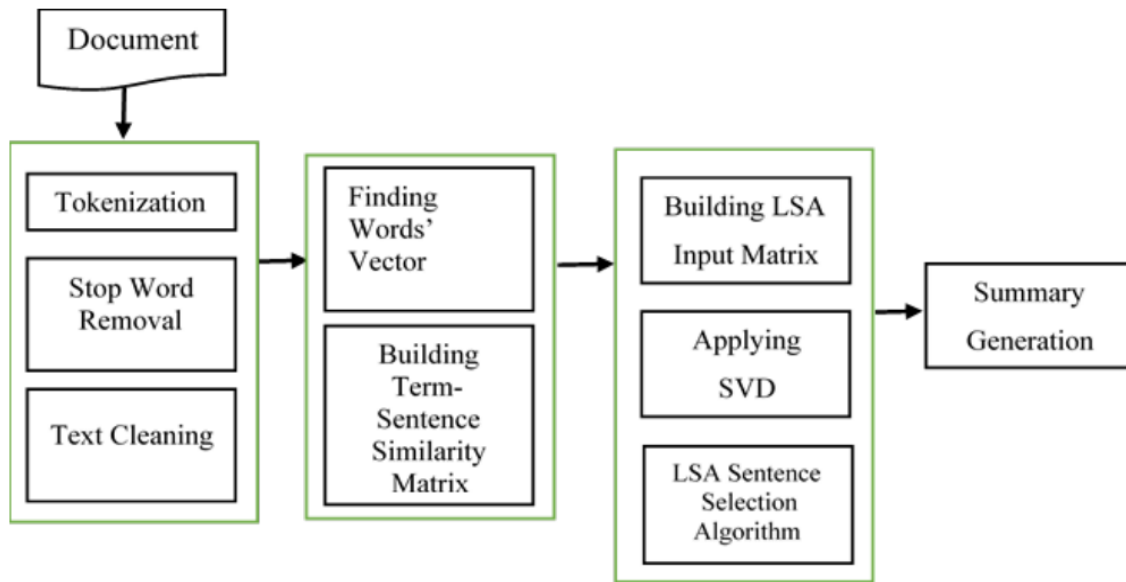 Document
Tokenization
Stop Word
Removal
Text Cleaning
Finding
Words’
Vector
Building
Term-
Sentence
Similarity
Matrix
Building LSA
Input Matrix
Applying
SVD
LSA Sentence
Selection
Algorithm
Summary
Generation